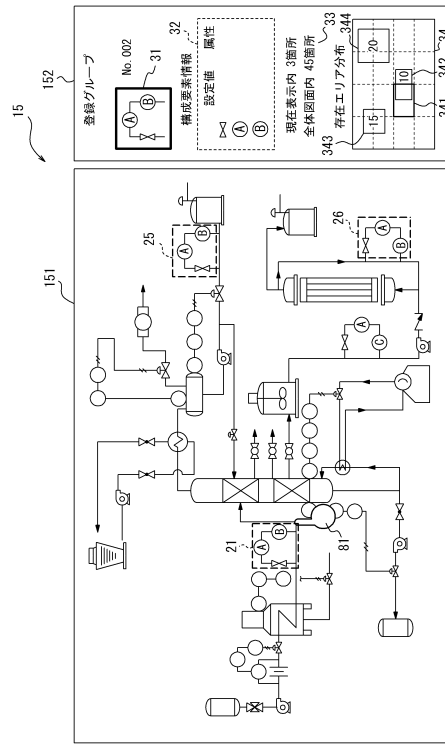 15
151
152
登録グループ
No. 002
31
A
B
構成要素情報
32
設定値 属性
A
B
現在表示内 3箇所
全体図面内 45箇所
33
存在エリア分布
344
20
34
10
342
341
15
343
25
A
B
26
A
B
A
C
21
A
B
81